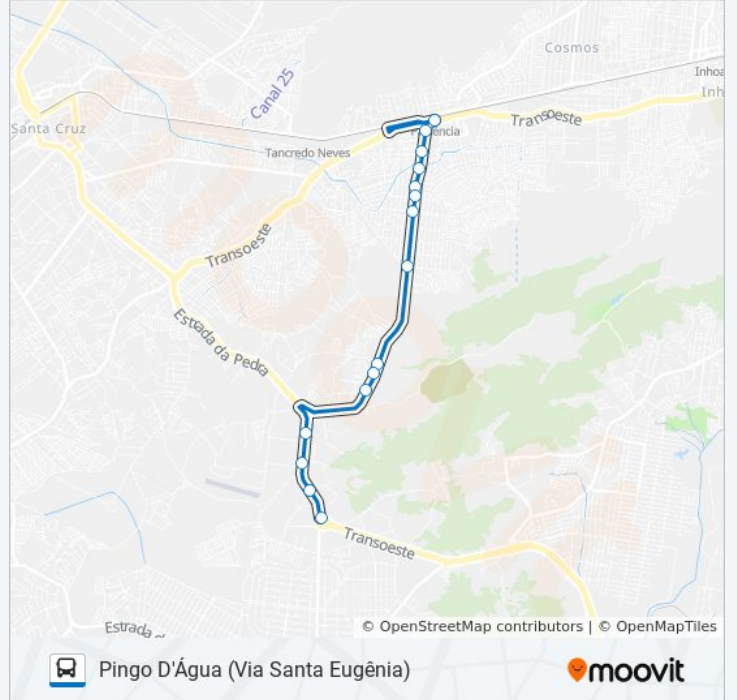 Cosmos
Inhoa
Inh
Canal 25
Transoeste
Santa Cruz
Tancredo Neves
Transoeste
Estrada da Pedra
Transoeste
Estrada
© OpenStreetMap contributors | © OpenMapTiles
Pingo D'Água (Via Santa Eugênia)
moovit